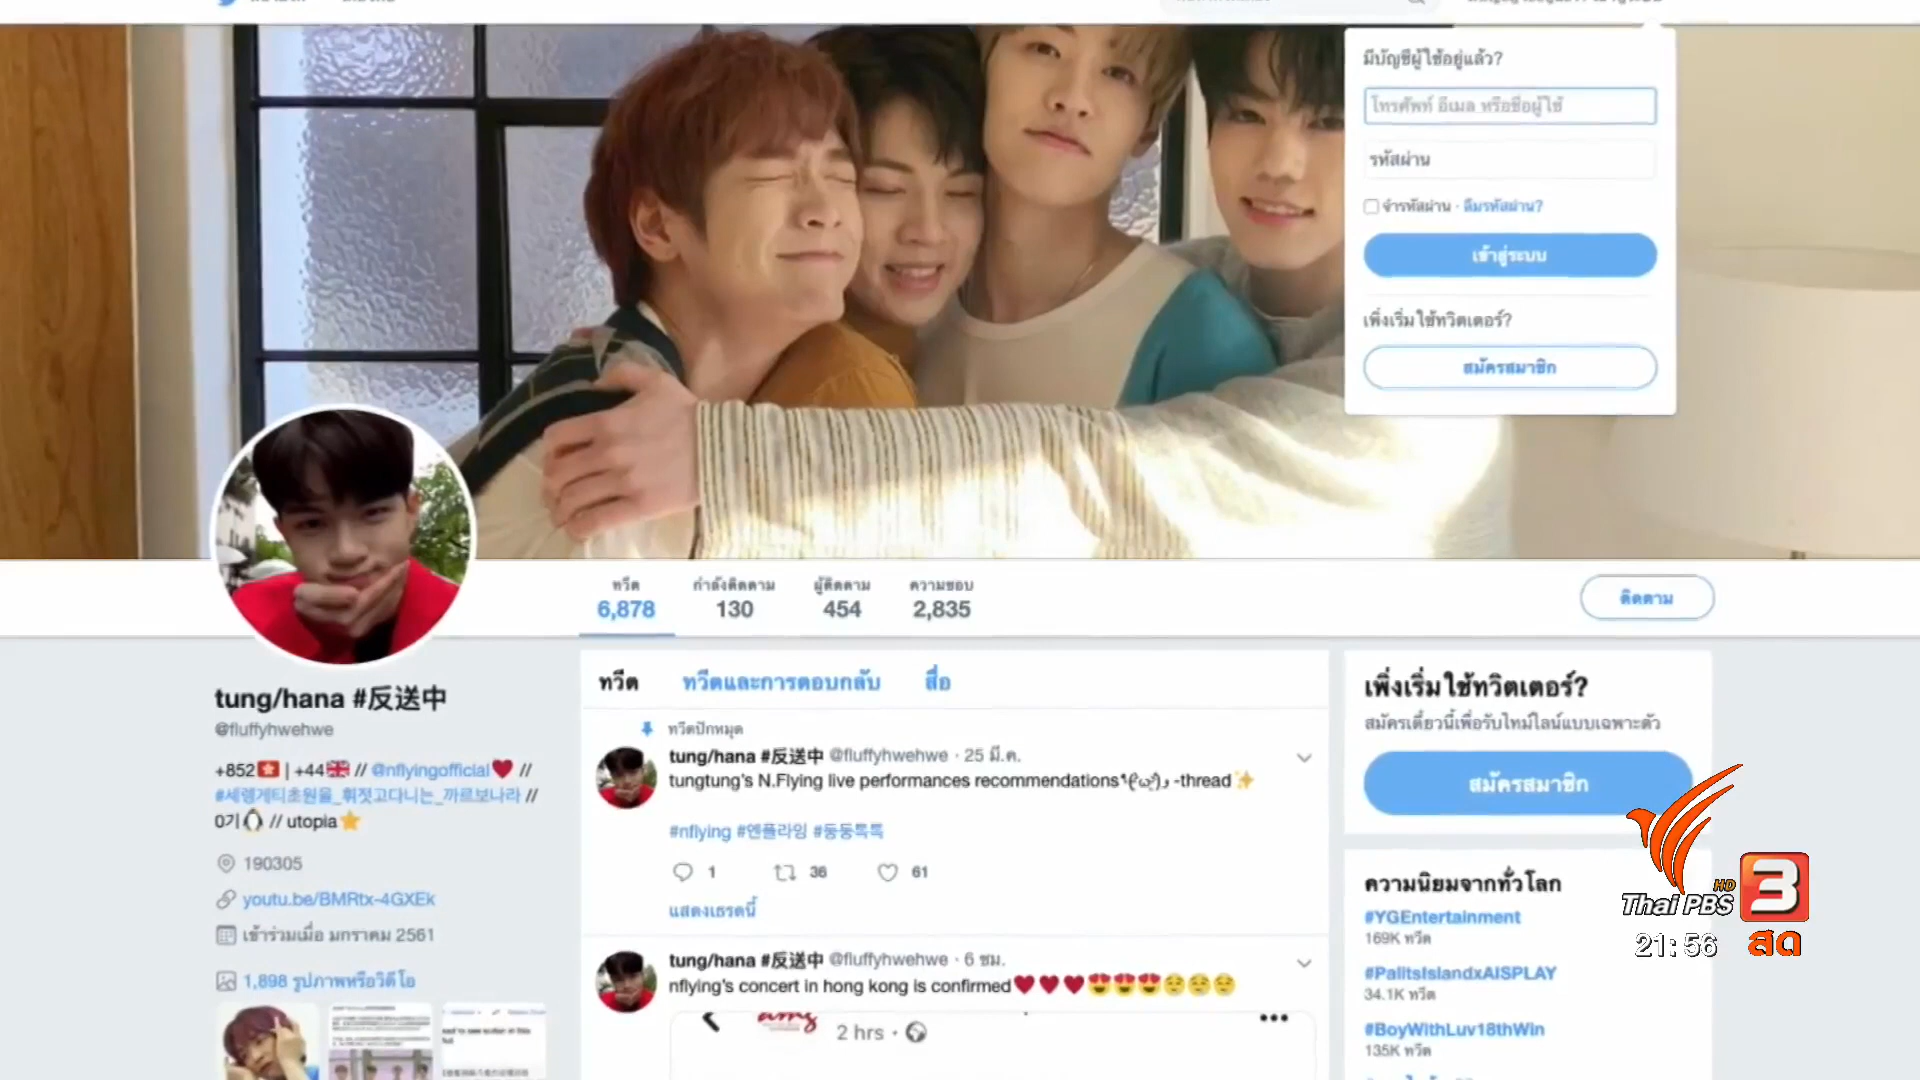 มีบัญชีผู้ใช้อยู่แล้ว?
โทรศัพท์ อีเมล หรือชื่อผู้ใช้
รหัสผ่าน
จำรหัสผ่าน · ลืมรหัสผ่าน?
เข้าสู่ระบบ
เพิ่งเริ่มใช้ทวิตเตอร์?
สมัครสมาชิก
ทวีต กำลังติดตาม ผู้ติดตาม ความชอบ
6,878 130 454 2,835
ติดตาม
tung/hana #反送中
@fluffyhwehwe
+852🇭🇰 | +44🇬🇧 // @nflyingofficial❤️ //
#세렝게티초원을_휘젓고다니는_까르보나라 //
0기🐧 // utopia⭐
190305
youtu.be/BMRtx-4GXEk
เข้าร่วมเมื่อ มกราคม 2561
1,898 รูปภาพหรือวิดีโอ
ทวีต ทวีตและการตอบกลับ สื่อ
ทวีตปักหมุด
tung/hana #反送中 @fluffyhwehwe · 25 มี.ค.
tungtung's N.Flying live performances recommendations -thread✨
#nflying #엔플라잉 #둥둥특특
1 36 61
แสดงเธรดนี้
tung/hana #反送中 @fluffyhwehwe · 6 ชม.
nflying's concert in hong kong is confirmed❤️❤️❤️😍😍😍😌😌😌
2 hrs ·
เพิ่งเริ่มใช้ทวิตเตอร์?
สมัครเดี๋ยวนี้เพื่อรับไทม์ไลน์แบบเฉพาะตัว
สมัครสมาชิก
ความนิยมจากทั่วโลก
#YGEntertainment
169K ทวีต
#PalitsIslandxAISPLAY
34.1K ทวีต
#BoyWithLuv18thWin
135K ทวีต
Thai PBS HD 3
21:56 สด